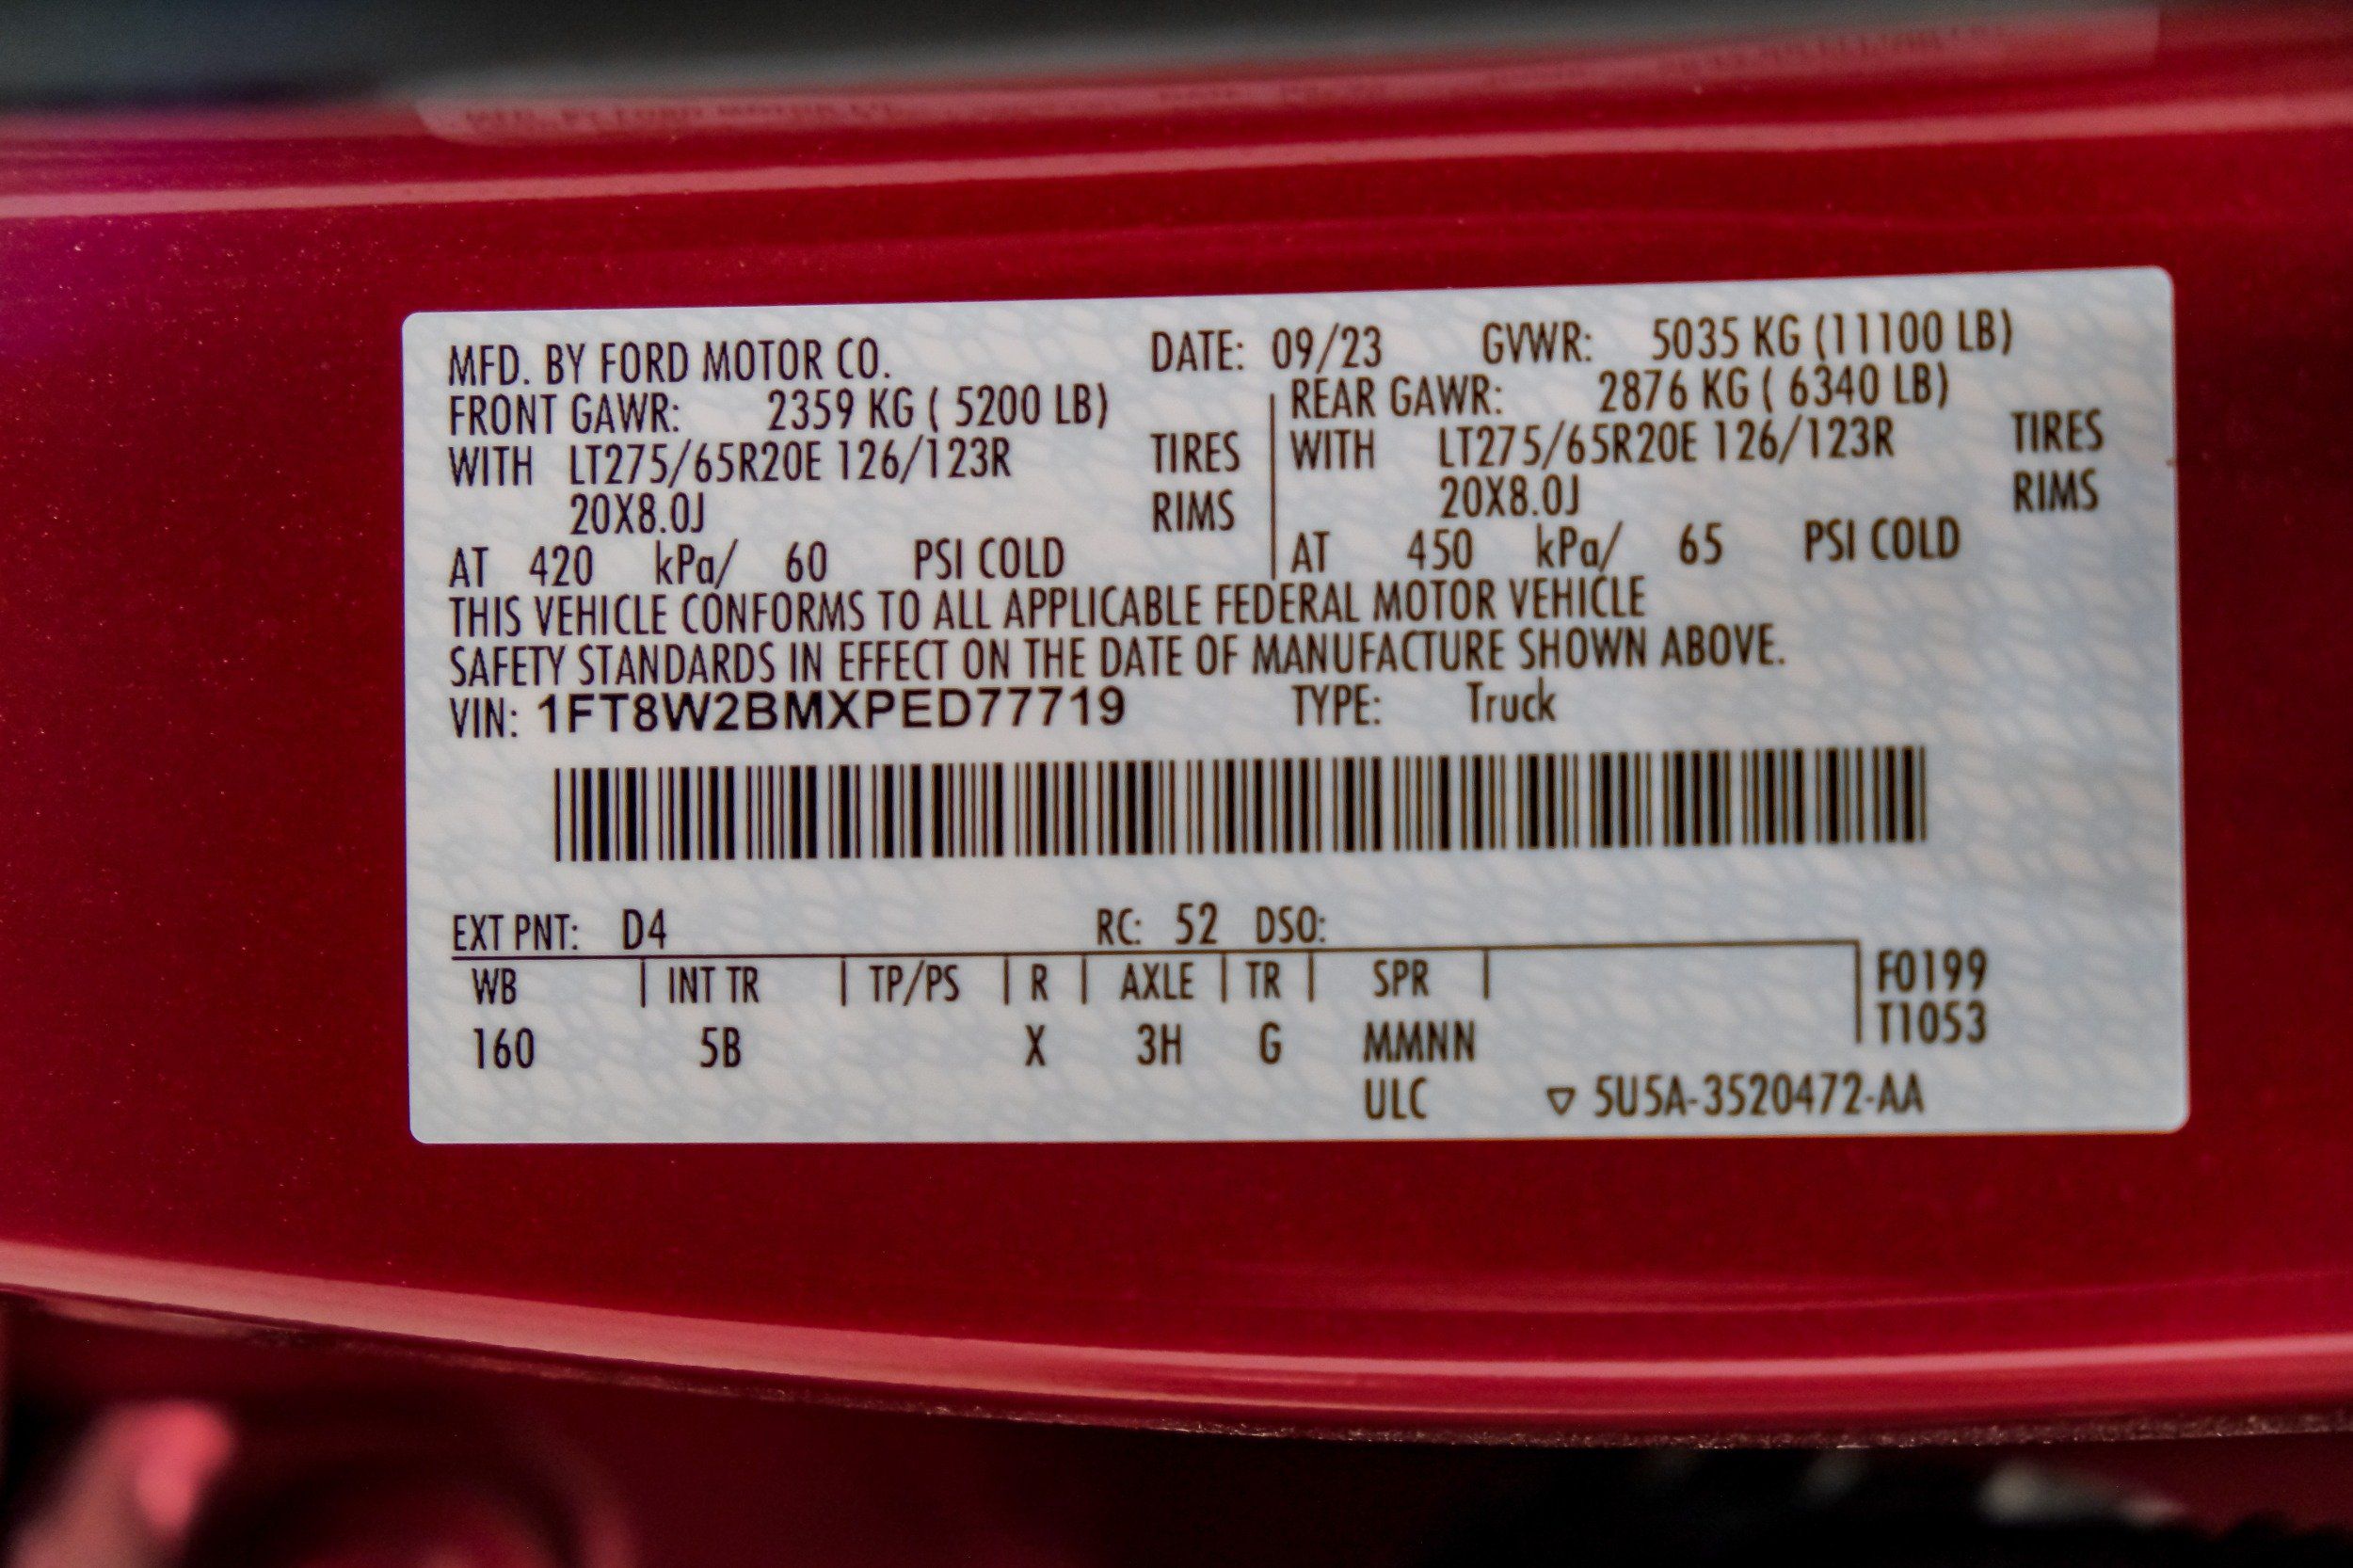 MFD. BY FORD MOTOR CO. DATE: 09/23 GVWR: 5035 KG (11100 LB)
FRONT GAWR: 2359 KG ( 5200 LB) REAR GAWR: 2876 KG ( 6340 LB)
WITH LT275/65R20E 126/123R TIRES WITH LT275/65R20E 126/123R TIRES
20X8.0J RIMS 20X8.0J RIMS
AT 420 kPa/ 60 PSI COLD AT 450 kPa/ 65 PSI COLD
THIS VEHICLE CONFORMS TO ALL APPLICABLE FEDERAL MOTOR VEHICLE
SAFETY STANDARDS IN EFFECT ON THE DATE OF MANUFACTURE SHOWN ABOVE.
VIN: 1FT8W2BMXPED77719 TYPE: Truck
EXT PNT: D4 RC: 52 DSO:
WB INT TR TP/PS R AXLE TR SPR F0199
T1053
160 5B X 3H G MMNN
ULC ▽ 5U5A-3520472-AA